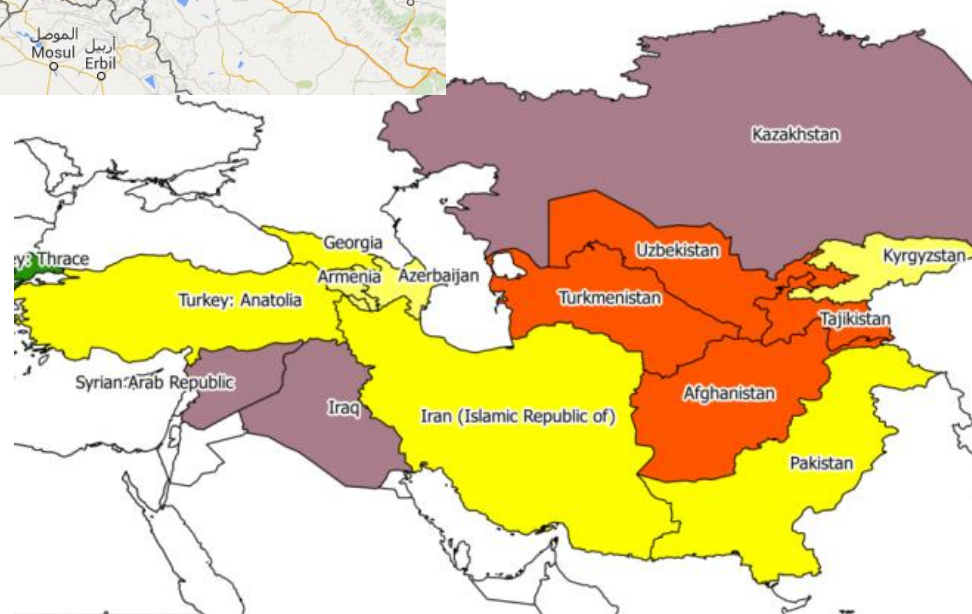 الموصل
Mosul
أربيل
Erbil
Kazakhstan
Georgia
Uzbekistan
ey: Thrace
Kyrgyzstan
Armenia
Azerbaijan
Turkey: Anatolia
Turkmenistan
Tajikistan
Syrian Arab Republic
Afghanistan
Iraq
Iran (Islamic Republic of)
Pakistan